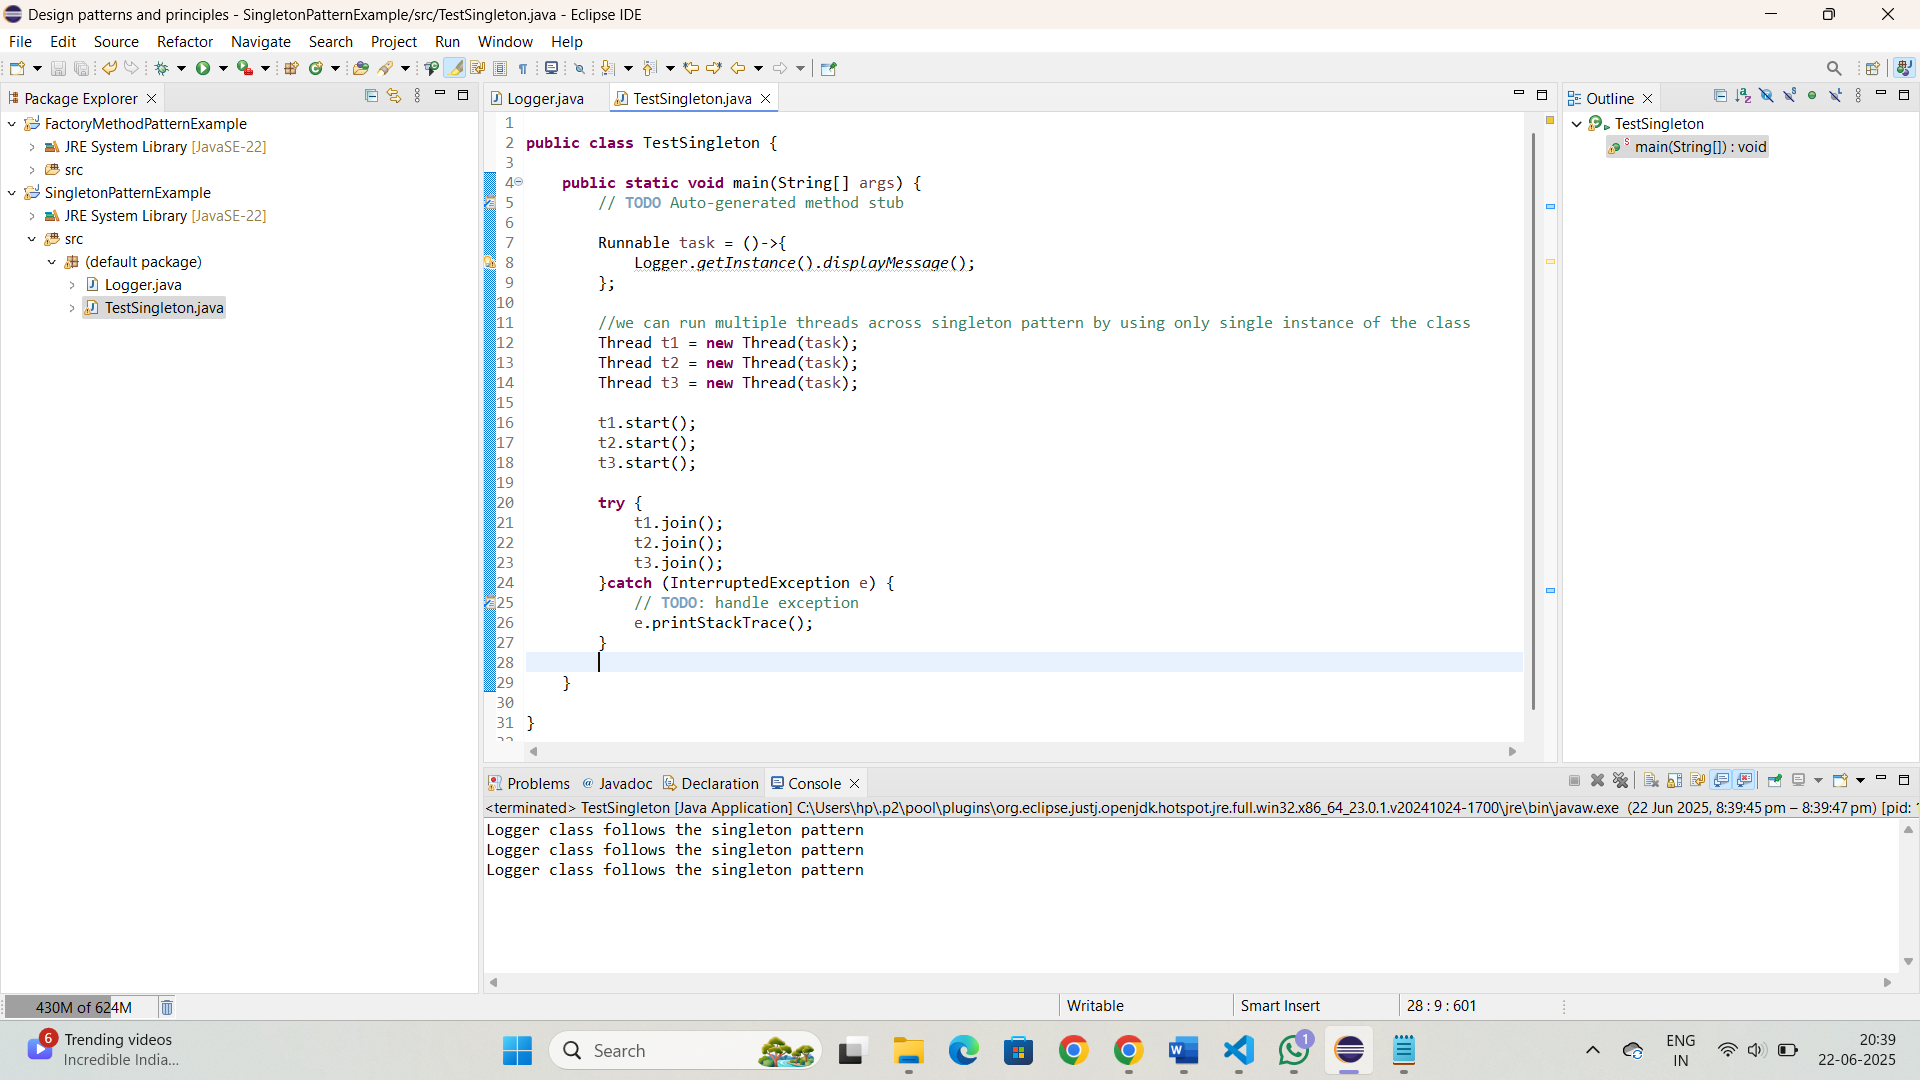 Design patterns and principles - SingletonPatternExample/src/TestSingleton.java - Eclipse IDE
File Edit Source Refactor Navigate Search Project Run Window Help
Package Explorer
FactoryMethodPatternExample
JRE System Library [JavaSE-22]
src
SingletonPatternExample
JRE System Library [JavaSE-22]
src
(default package)
Logger.java
TestSingleton.java
Logger.java TestSingleton.java
1
2 public class TestSingleton {
3
4 public static void main(String[] args) {
5 // TODO Auto-generated method stub
6
7 Runnable task = ()->{
8 Logger.getInstance().displayMessage();
9 };
10
11 //we can run multiple threads across singleton pattern by using only single instance of the class
12 Thread t1 = new Thread(task);
13 Thread t2 = new Thread(task);
14 Thread t3 = new Thread(task);
15
16 t1.start();
17 t2.start();
18 t3.start();
19
20 try {
21 t1.join();
22 t2.join();
23 t3.join();
24 }catch (InterruptedException e) {
25 // TODO: handle exception
26 e.printStackTrace();
27 }
28
29 }
30
31 }
Outline
TestSingleton
main(String[]) : void
Problems @ Javadoc Declaration Console
<terminated> TestSingleton [Java Application] C:\Users\hp\.p2\pool\plugins\org.eclipse.justj.openjdk.hotspot.jre.full.win32.x86_64_23.0.1.v20241024-1700\jre\bin\javaw.exe (22 Jun 2025, 8:39:45 pm – 8:39:47 pm) [pid:
Logger class follows the singleton pattern
Logger class follows the singleton pattern
Logger class follows the singleton pattern
430M of 624M
Writable Smart Insert 28 : 9 : 601
6
Trending videos
Incredible India...
Search
1
ENG
IN
20:39
22-06-2025